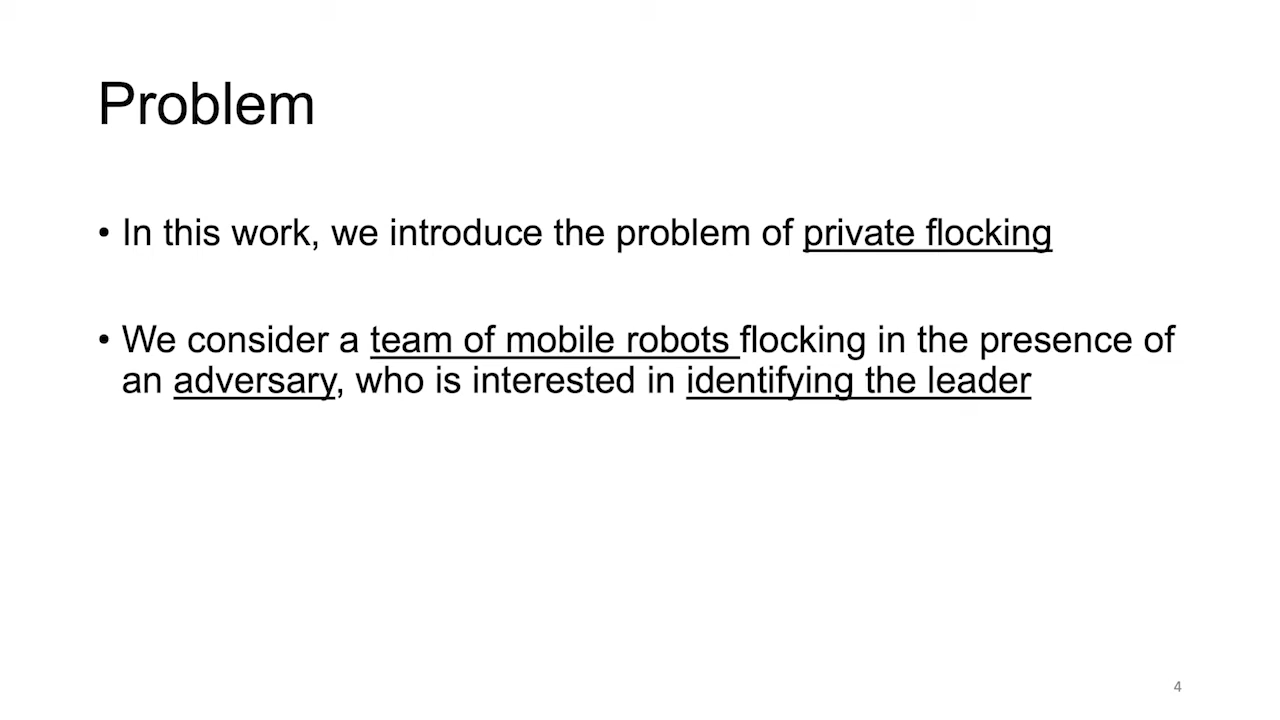 Problem
• In this work, we introduce the problem of private flocking
• We consider a team of mobile robots flocking in the presence of
an adversary, who is interested in identifying the leader
4